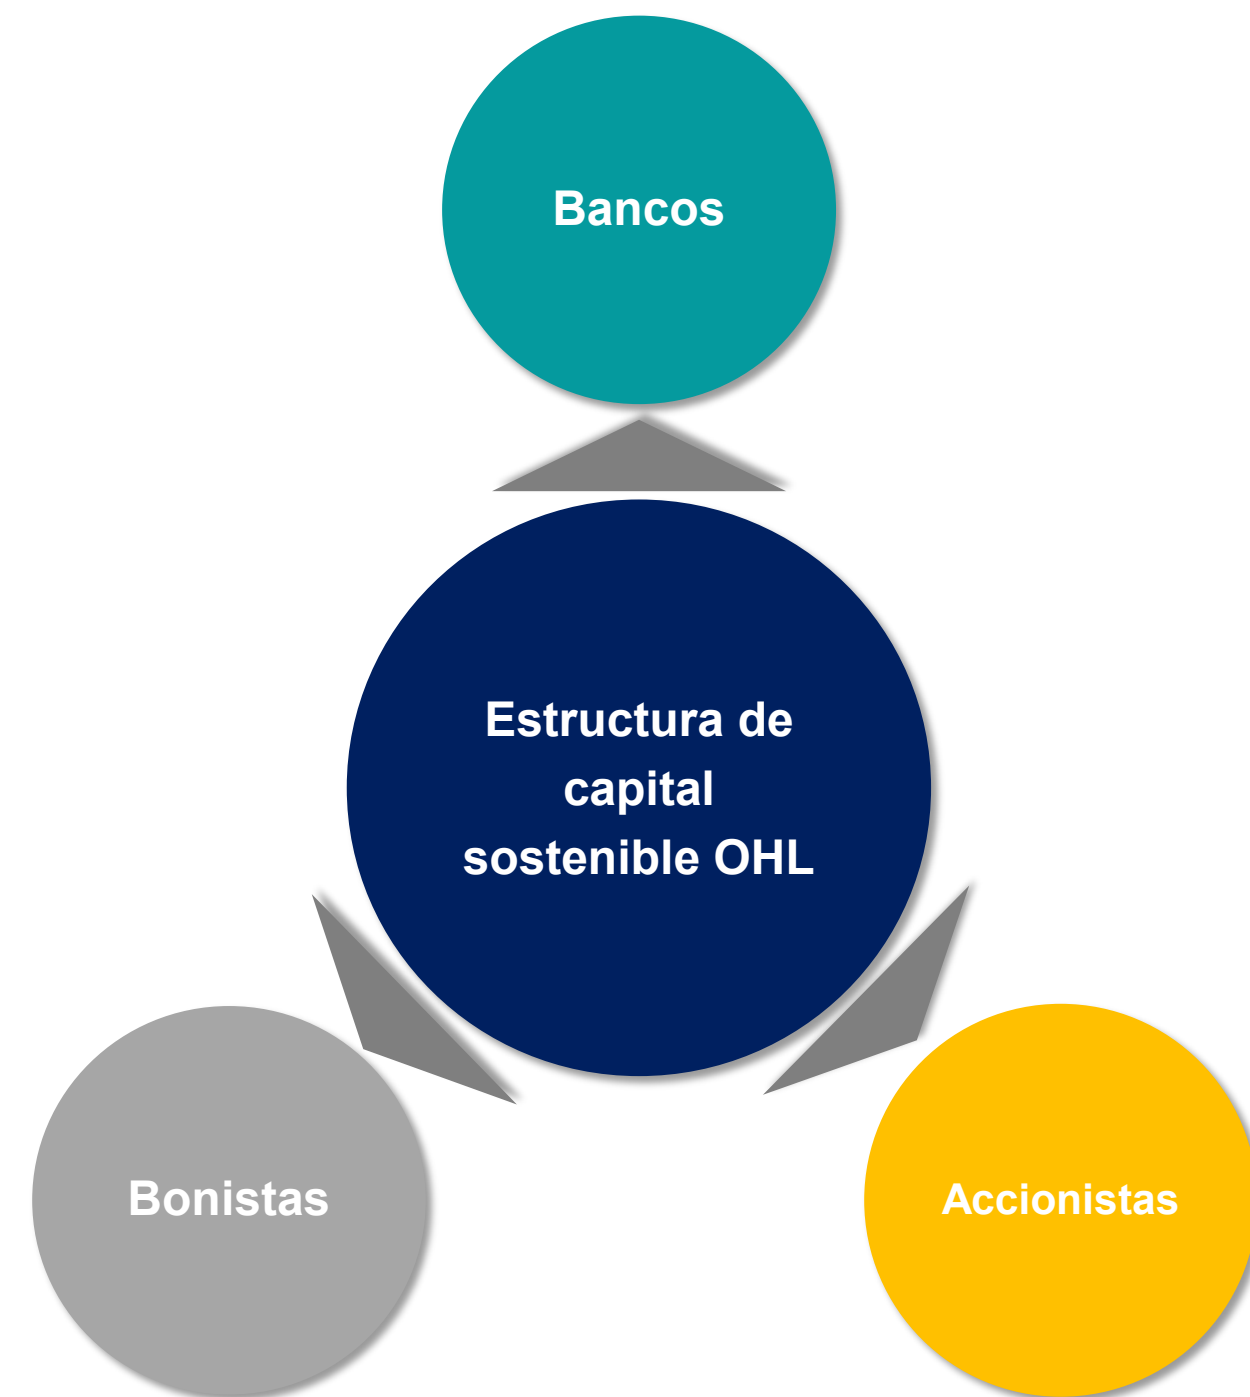 Bancos
Estructura de
capital
sostenible OHL
Bonistas
Accionistas